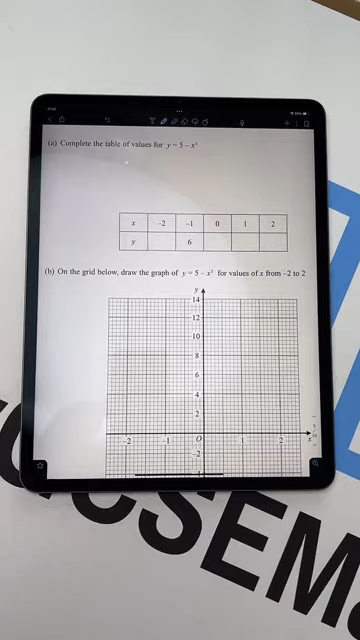 (a) Complete the table of values for y = 5 – x³
x –2 –1 0 1 2
y 6
(b) On the grid below, draw the graph of y = 5 – x³ for values of x from –2 to 2
y
14
12
10
8
6
4
2
–2 –1 O 1 2 x
–2
CSEM